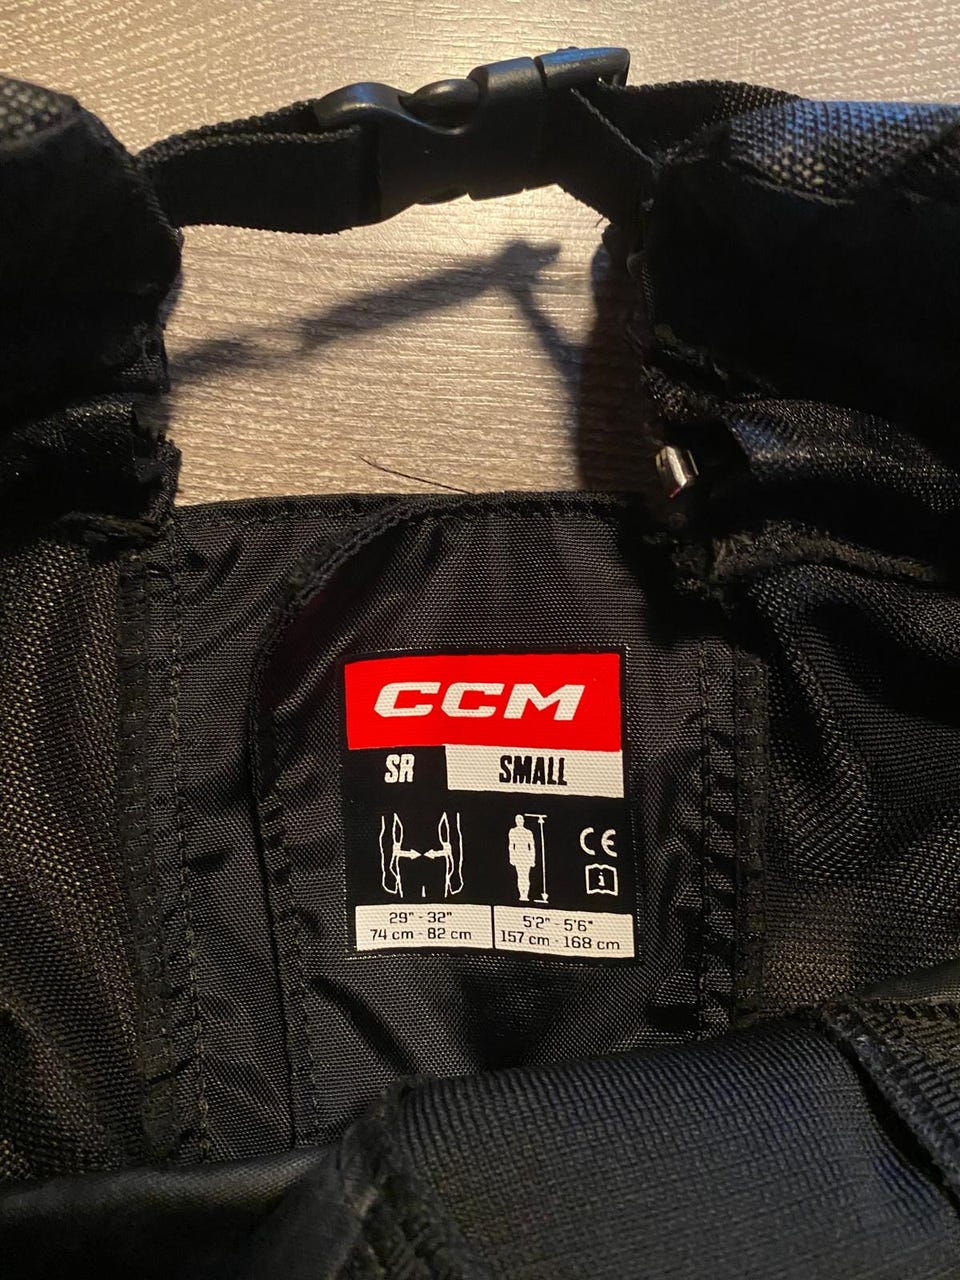 CCM
SR SMALL
CE
i
29" - 32"
74 cm - 82 cm
5'2" - 5'6"
157 cm - 168 cm